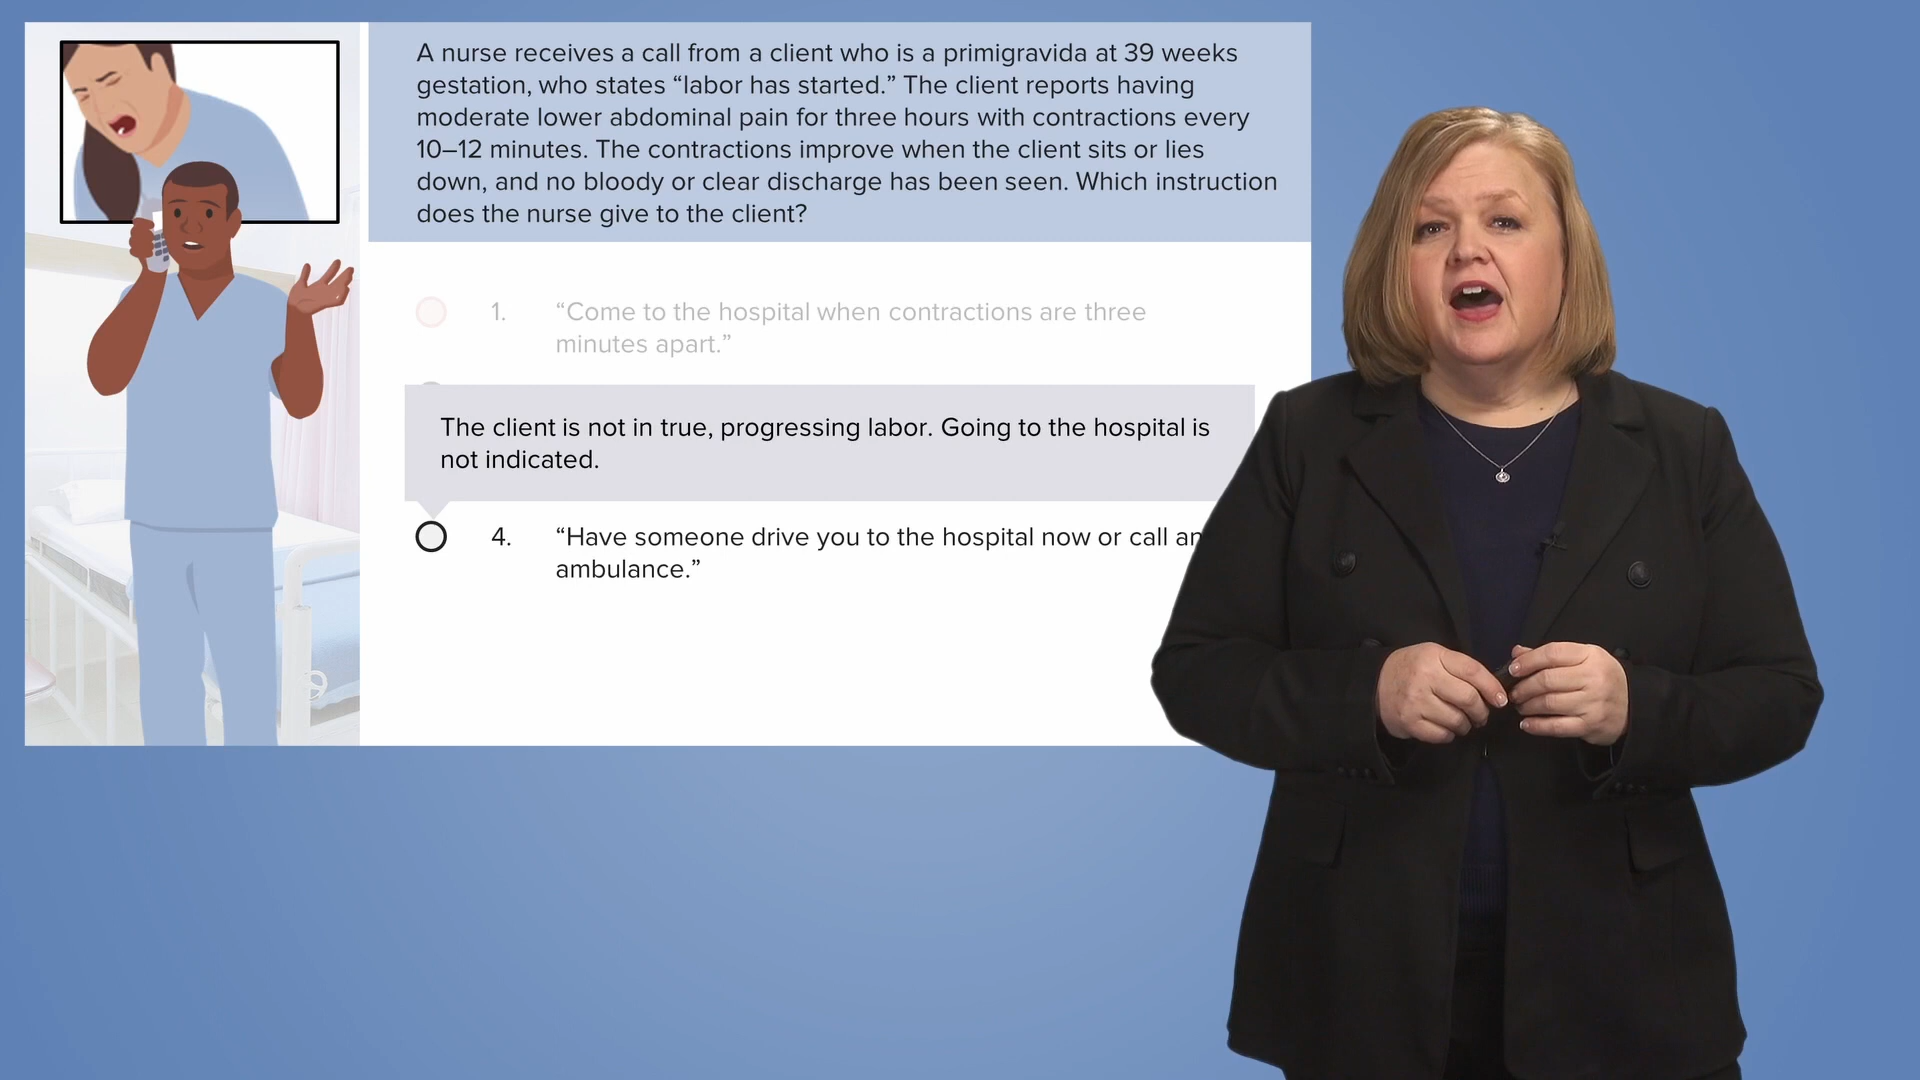 A nurse receives a call from a client who is a primigravida at 39 weeks
gestation, who states “labor has started.” The client reports having
moderate lower abdominal pain for three hours with contractions every
10–12 minutes. The contractions improve when the client sits or lies
down, and no bloody or clear discharge has been seen. Which instruction
does the nurse give to the client?
1. “Come to the hospital when contractions are three
minutes apart.”
The client is not in true, progressing labor. Going to the hospital is
not indicated.
4. “Have someone drive you to the hospital now or call an
ambulance.”